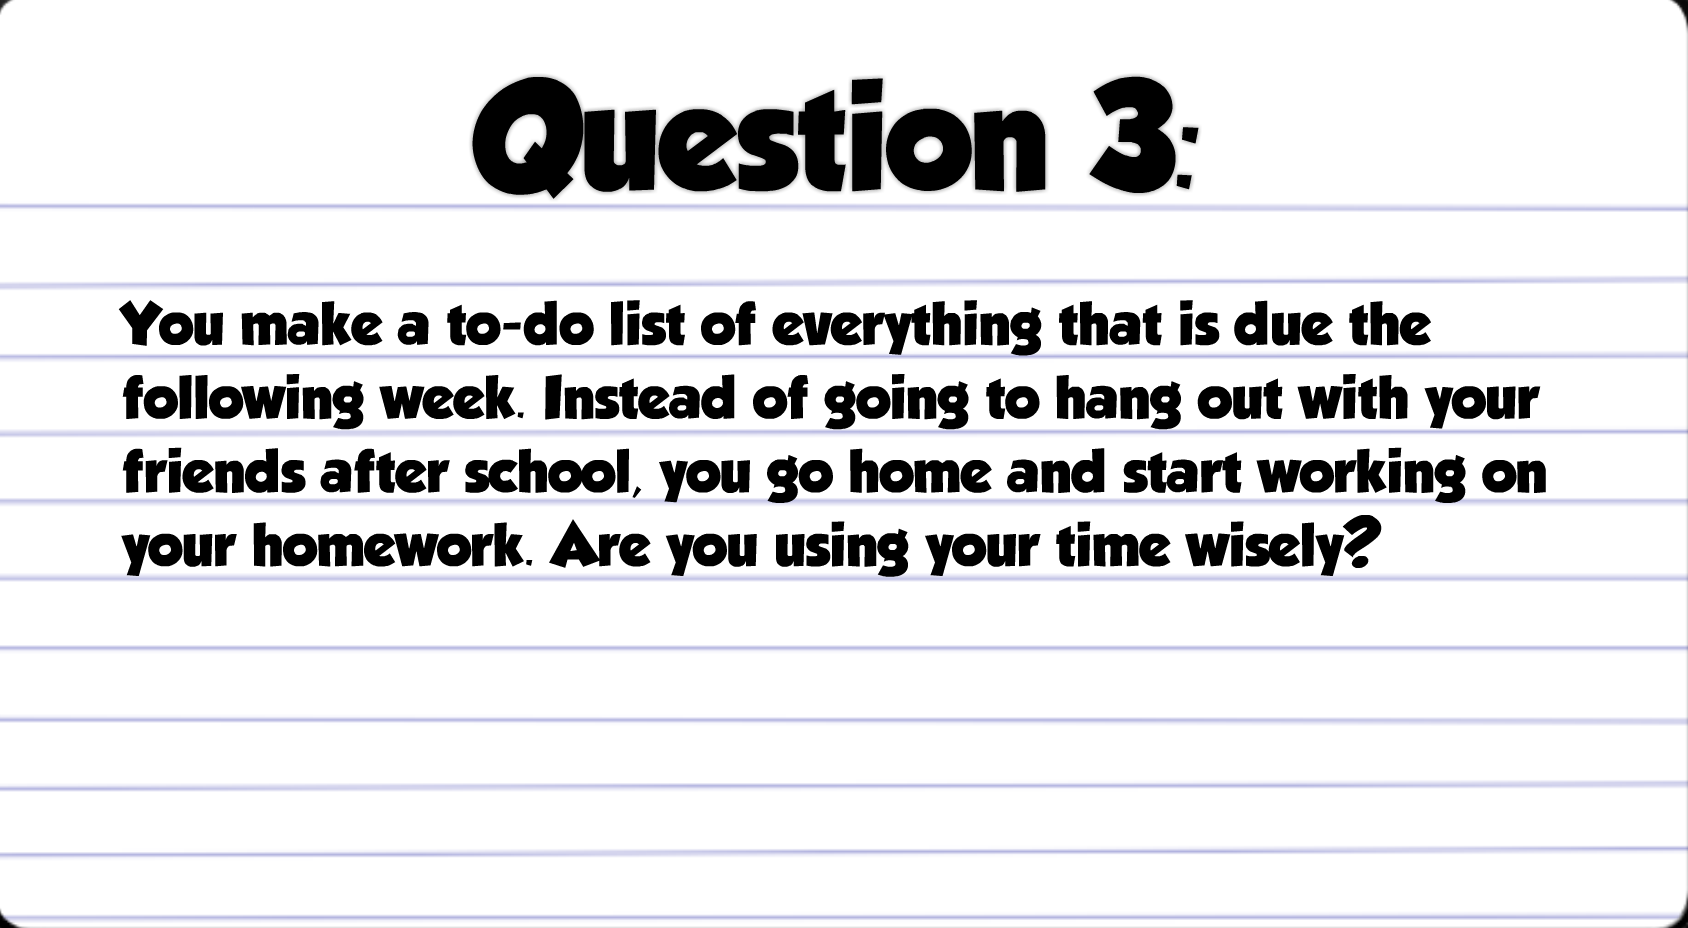 Question 3:
You make a to-do list of everything that is due the
following week. Instead of going to hang out with your
friends after school, you go home and start working on
your homework. Are you using your time wisely?